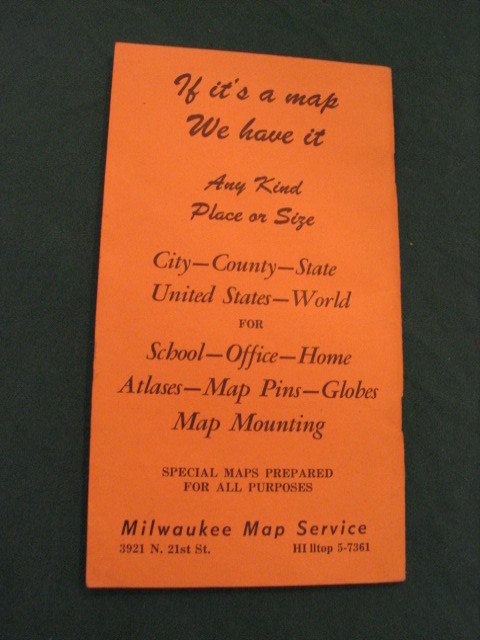 If it's a map
We have it
Any Kind
Place or Size
City—County—State
United States—World
FOR
School—Office—Home
Atlases—Map Pins—Globes
Map Mounting
SPECIAL MAPS PREPARED
FOR ALL PURPOSES
Milwaukee Map Service
3921 N. 21st St. HI lltop 5-7361